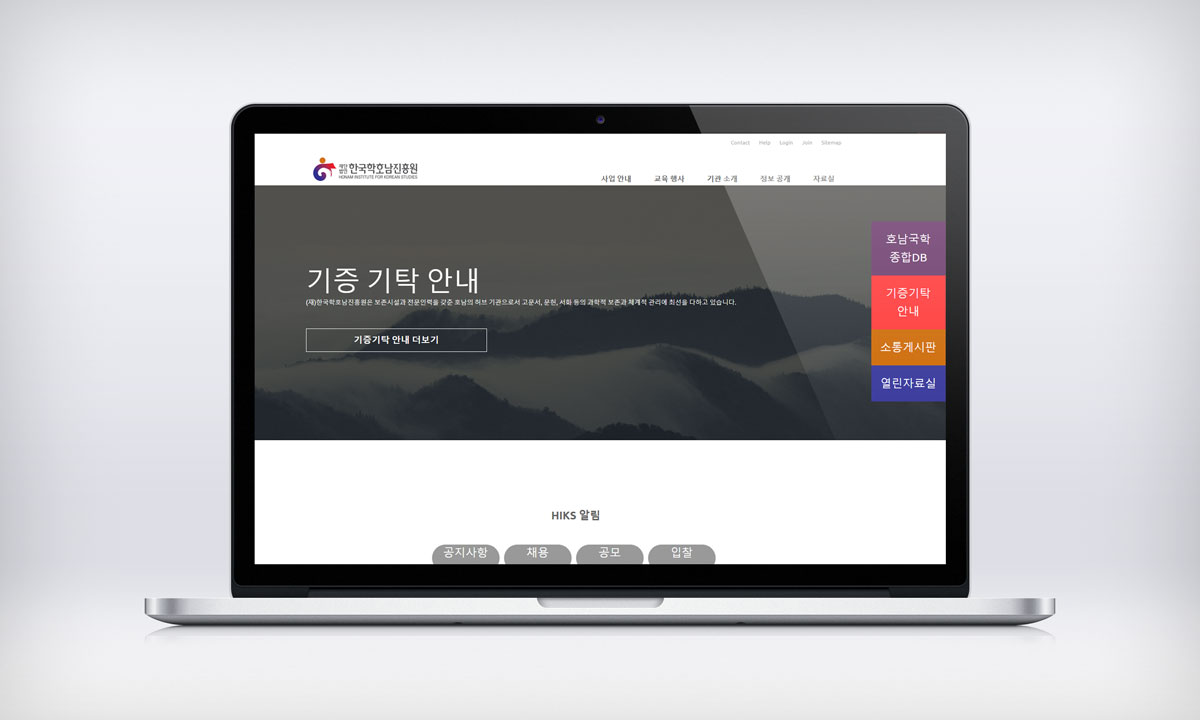 Contact Help Login Join Sitemap
재단
법인 한국학호남진흥원
HONAM INSTITUTE FOR KOREAN STUDIES
사업 안내 교육 행사 기관 소개 정보 공개 자료실
기증 기탁 안내
(재)한국학호남진흥원은 보존시설과 전문인력을 갖춘 호남의 허브 기관으로서 고문서, 문헌, 서화 등의 과학적 보존과 체계적 관리에 최선을 다하고 있습니다.
기증기탁 안내 더보기
호남국학
종합DB
기증기탁
안내
소통게시판
열린자료실
HIKS 알림
공지사항 채용 공모 입찰